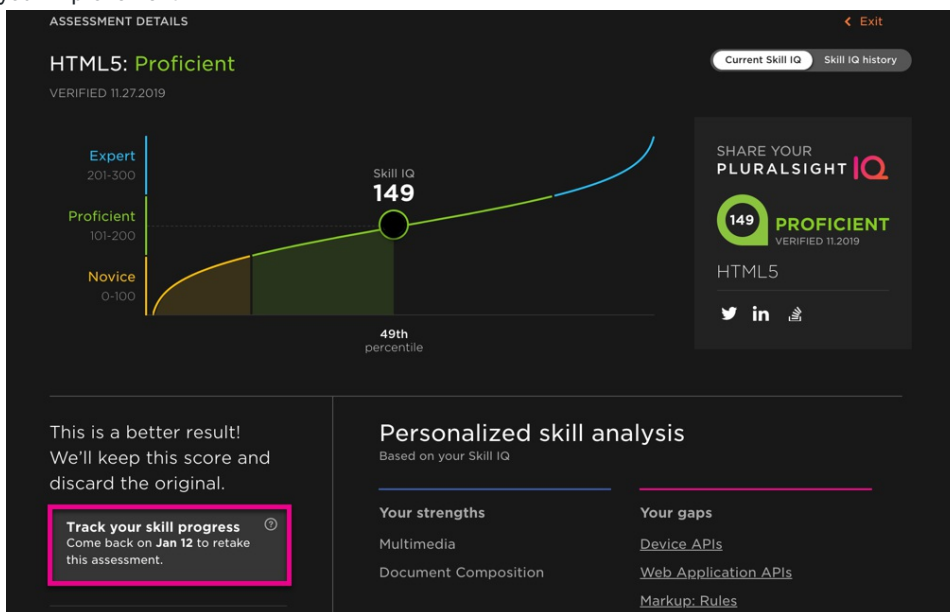 ASSESSMENT DETAILS
Exit
HTML5: Proficient
Current Skill IQ
Skill IQ history
VERIFIED 11.27.2019
Expert
201-300
Proficient
101-200
Novice
0-100
Skill IQ
149
49th
percentile
SHARE YOUR
PLURALSIGHT IQ
149
PROFICIENT
VERIFIED 11.2019
HTML5
in
This is a better result!
We'll keep this score and
discard the original.
Track your skill progress ?
Come back on Jan 12 to retake
this assessment.
Personalized skill analysis
Based on your Skill IQ
Your strengths
Multimedia
Document Composition
Your gaps
Device APIs
Web Application APIs
Markup: Rules